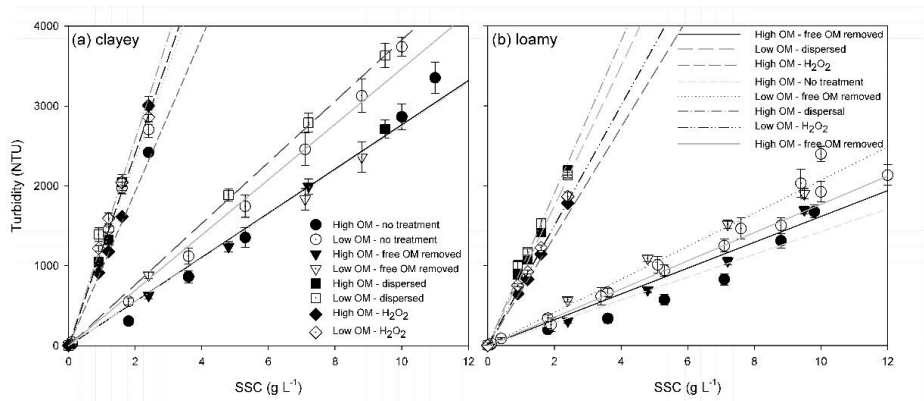 (a) clayey
4000
3000
2000
1000
0
Turbidity (NTU)
High OM - no treatment
Low OM - no treatment
High OM - free OM removed
Low OM - free OM removed
High OM - dispersed
Low OM - dispersed
High OM - H₂O₂
Low OM - H₂O₂
0 2 4 6 8 10 12
SSC (g L⁻¹)
(b) loamy
High OM - free OM removed
Low OM - dispersed
High OM - H₂O₂
High OM - No treatment
Low OM - free OM removed
High OM - dispersal
Low OM - H₂O₂
High OM - free OM removed
0 2 4 6 8 10 12
SSC (g L⁻¹)